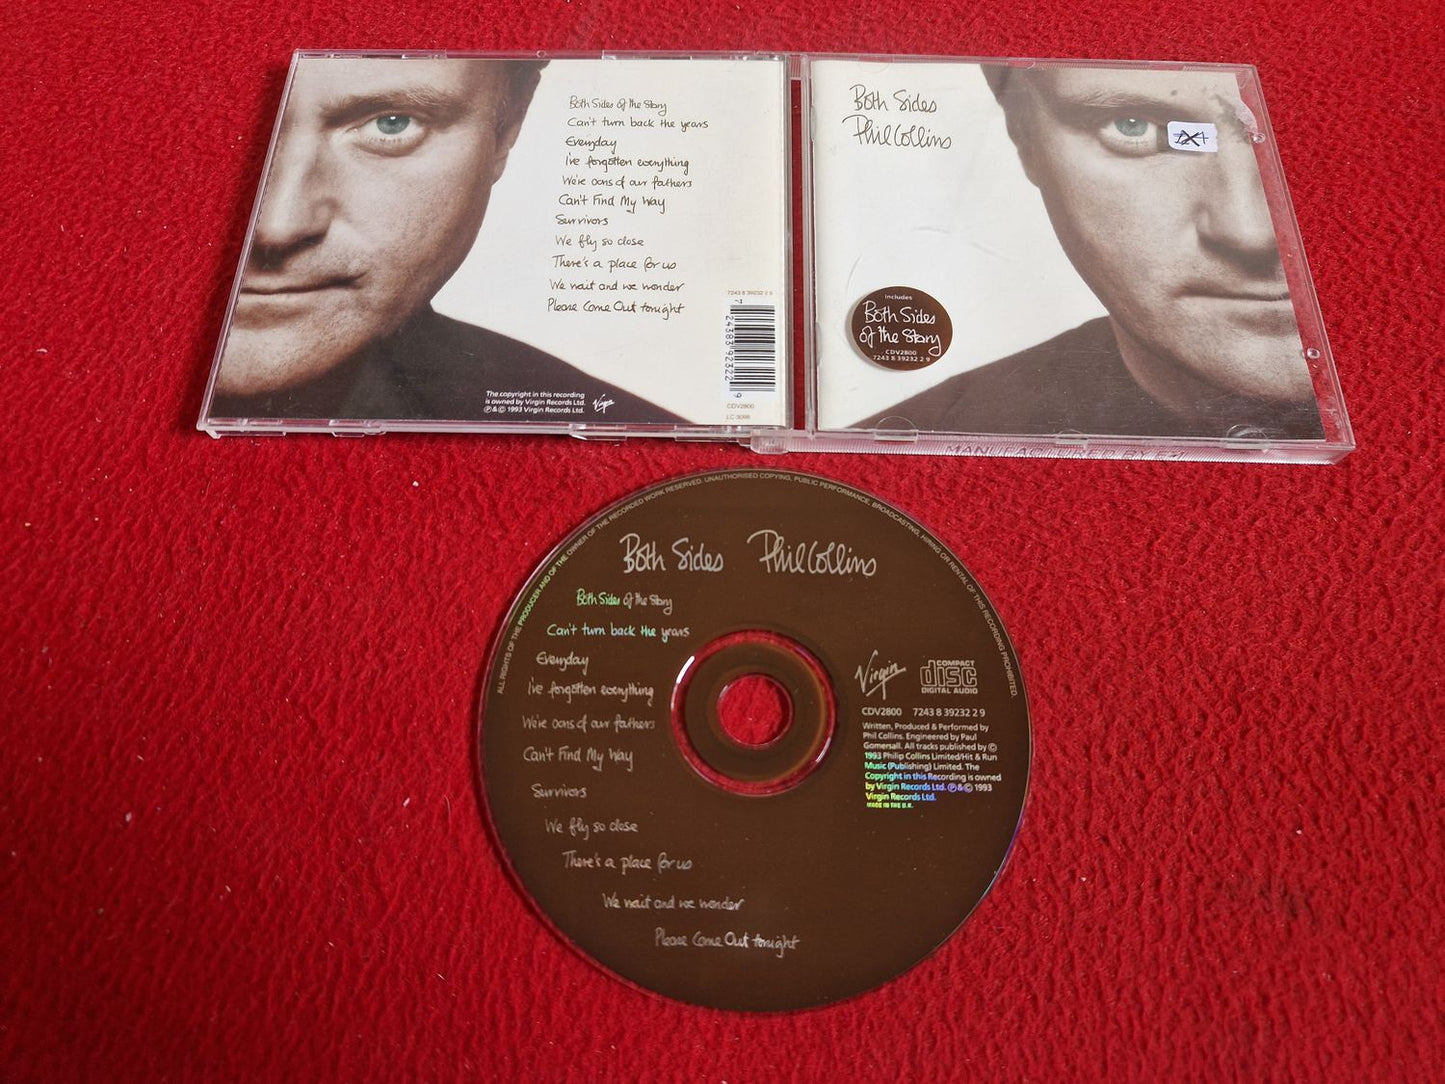 Both Sides of the Story
Can't turn back the years
Everyday
I've forgotten everything
We're sons of our fathers
Can't Find My Way
Survivors
We fly so close
There's a place for us
We wait and we wonder
Please Come Out tonight
7243 8 39232 2 9
7 24383 92322 9
CDV2800
LC 3098
The copyright in this recording
is owned by Virgin Records Ltd.
℗ & © 1993 Virgin Records Ltd.
Virgin
Both Sides
Phil Collins
includes
Both Sides
of the Story
CDV2800
7243 8 39232 2 9
MANUFACTURED BY EMI
ALL RIGHTS OF THE PRODUCER AND OF THE OWNER OF THE RECORDED WORK RESERVED. UNAUTHORISED COPYING, PUBLIC PERFORMANCE, BROADCASTING, HIRING OR RENTAL OF THIS RECORDING PROHIBITED.
Both Sides Phil Collins
Both Sides of the Story
Can't turn back the years
Everyday
I've forgotten everything
We're sons of our fathers
Can't Find My Way
Survivors
We fly so close
There's a place for us
We wait and we wonder
Please Come Out tonight
Virgin
COMPACT
disc
DIGITAL AUDIO
CDV2800 7243 8 39232 2 9
Written, Produced & Performed by
Phil Collins. Engineered by Paul
Gomersall. All tracks published by ©
1993 Philip Collins Limited/Hit & Run
Music (Publishing) Limited. The
Copyright in this Recording is owned
by Virgin Records Ltd. ℗ & © 1993
Virgin Records Ltd.
MADE IN THE U.K.